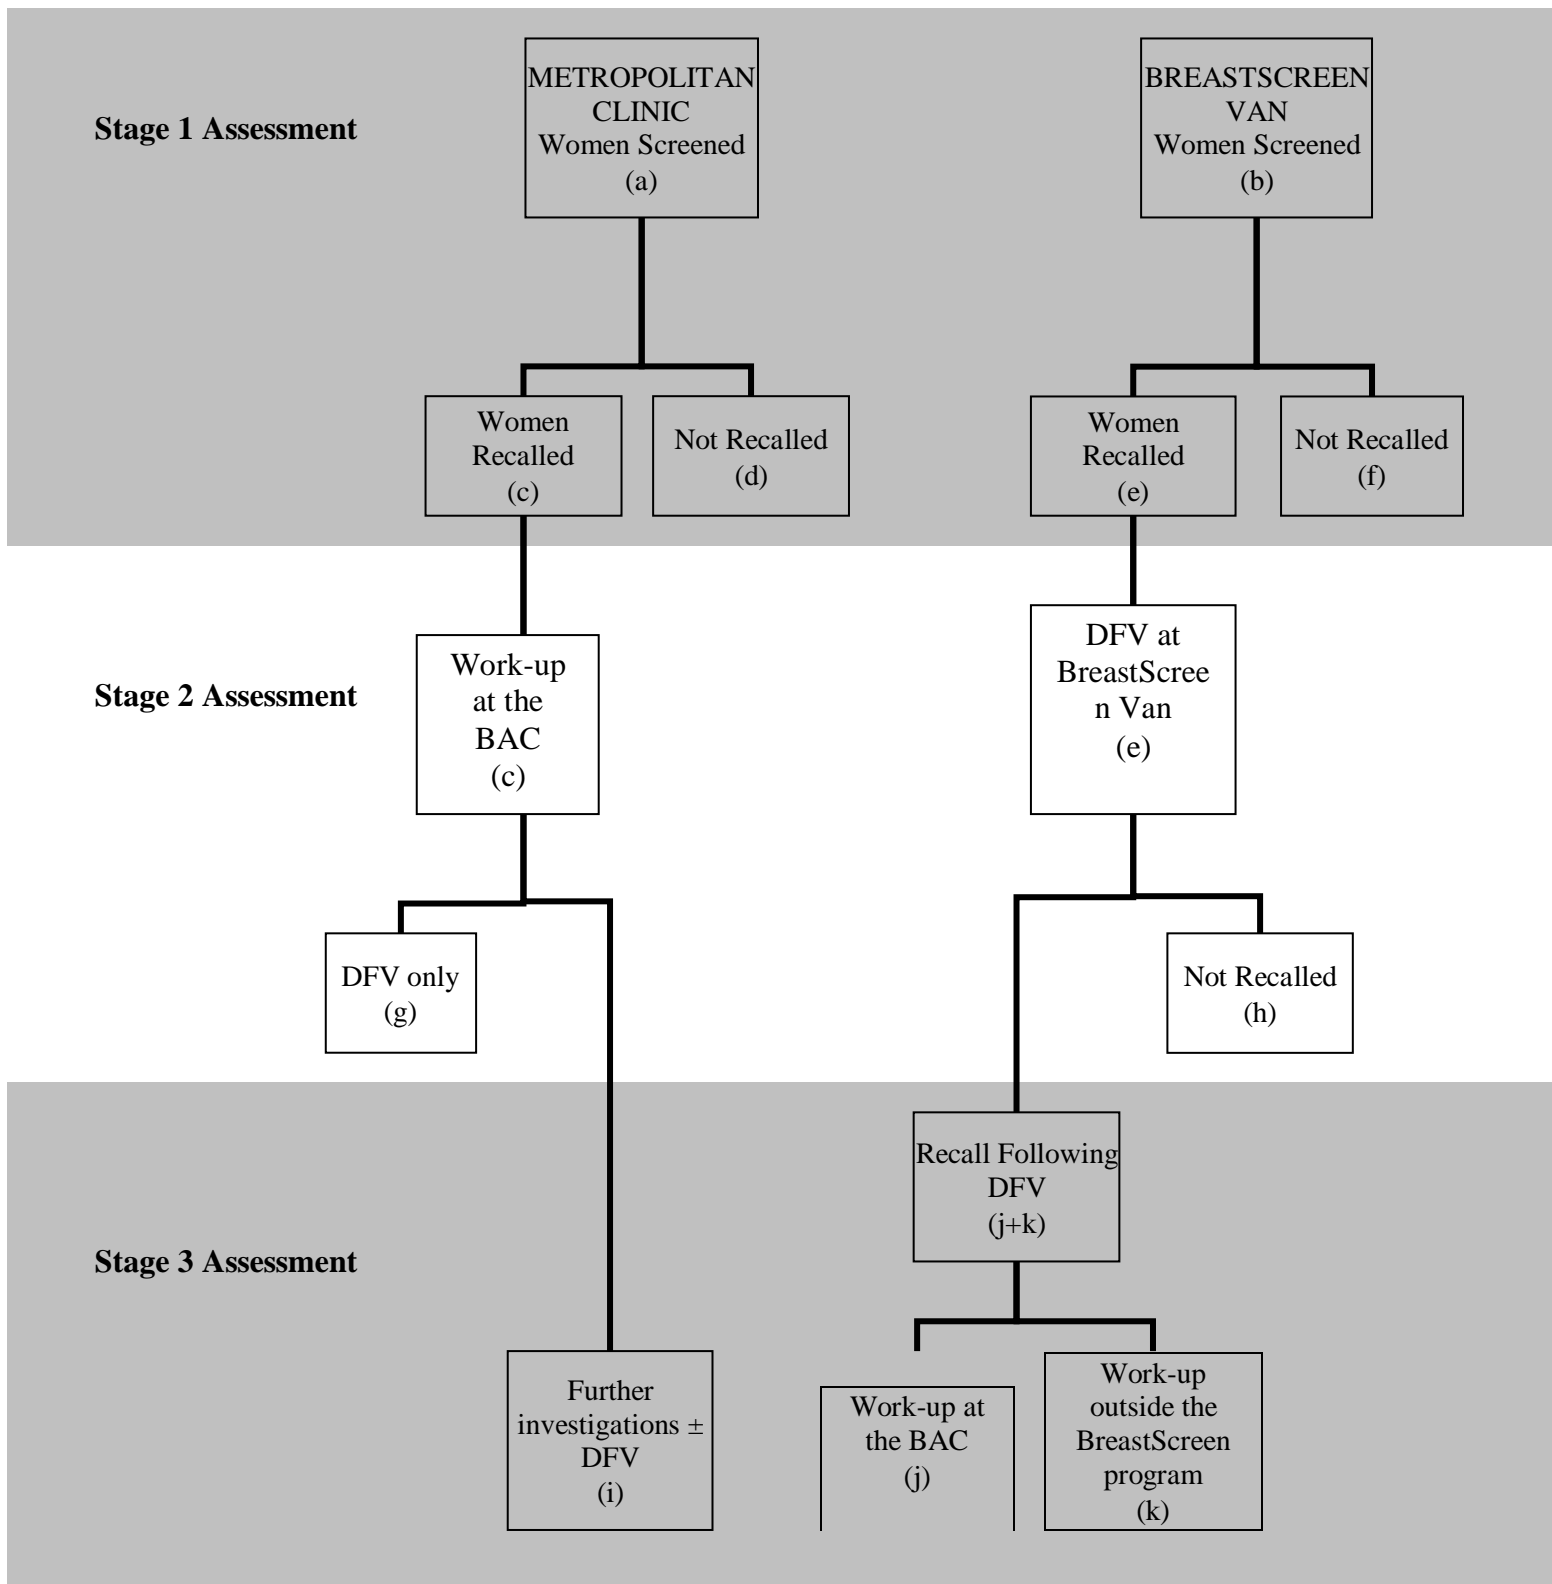 Stage 1 Assessment
METROPOLITAN
CLINIC
Women Screened
(a)
BREASTSCREEN
VAN
Women Screened
(b)
Women
Recalled
(c)
Not Recalled
(d)
Women
Recalled
(e)
Not Recalled
(f)
Stage 2 Assessment
Work-up
at the
BAC
(c)
DFV at
BreastScree
n Van
(e)
DFV only
(g)
Not Recalled
(h)
Stage 3 Assessment
Recall Following
DFV
(j+k)
Further
investigations ±
DFV
(i)
Work-up at
the BAC
(j)
Work-up
outside the
BreastScreen
program
(k)